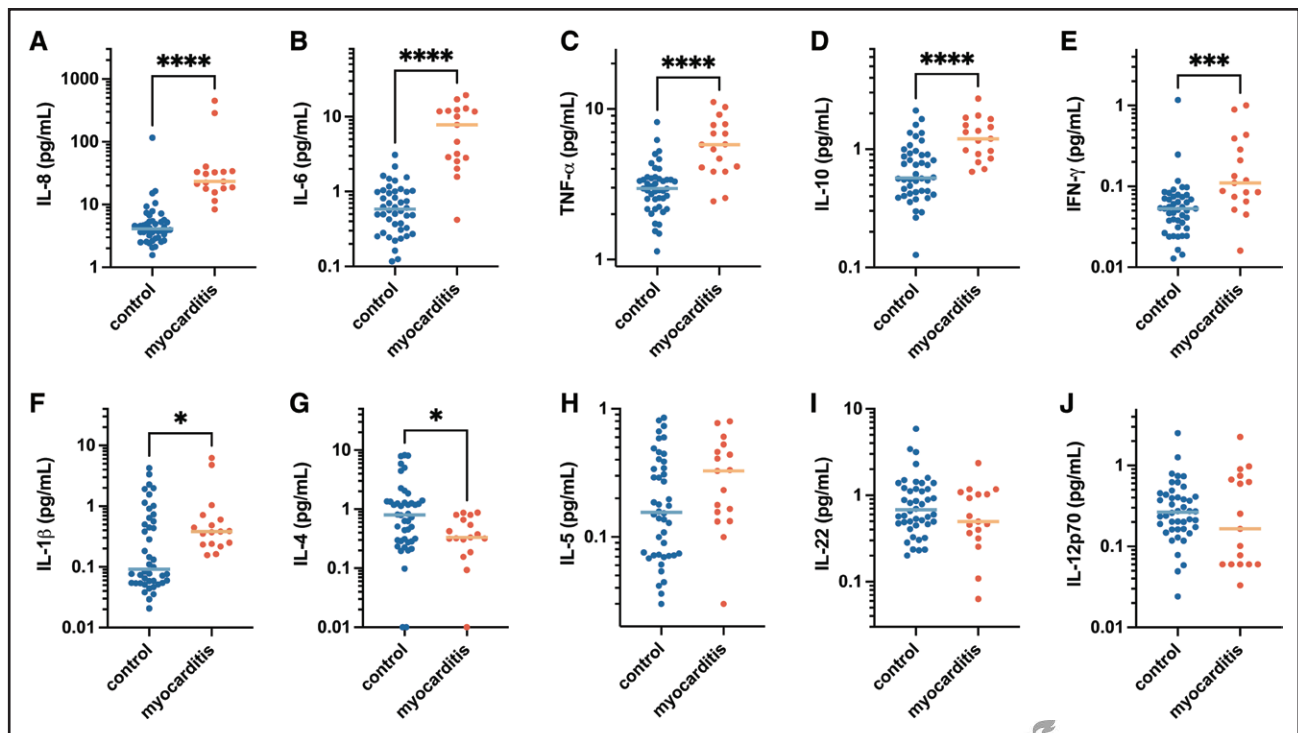 A
IL-8 (pg/mL)
1000
100
10
1
****
control
myocarditis
B
IL-6 (pg/mL)
10
1
0.1
****
control
myocarditis
C
TNF-α (pg/mL)
10
1
****
control
myocarditis
D
IL-10 (pg/mL)
1
0.1
****
control
myocarditis
E
IFN-γ (pg/mL)
1
0.1
0.01
***
control
myocarditis
F
IL-1β (pg/mL)
10
1
0.1
0.01
*
control
myocarditis
G
IL-4 (pg/mL)
10
1
0.1
0.01
*
control
myocarditis
H
IL-5 (pg/mL)
1
0.1
control
myocarditis
I
IL-22 (pg/mL)
10
1
0.1
control
myocarditis
J
IL-12p70 (pg/mL)
1
0.1
0.01
control
myocarditis